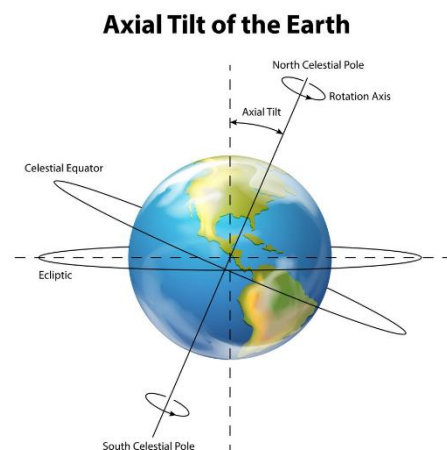 Axial Tilt of the Earth
North Celestial Pole
Rotation Axis
Axial Tilt
Celestial Equator
Ecliptic
South Celestial Pole